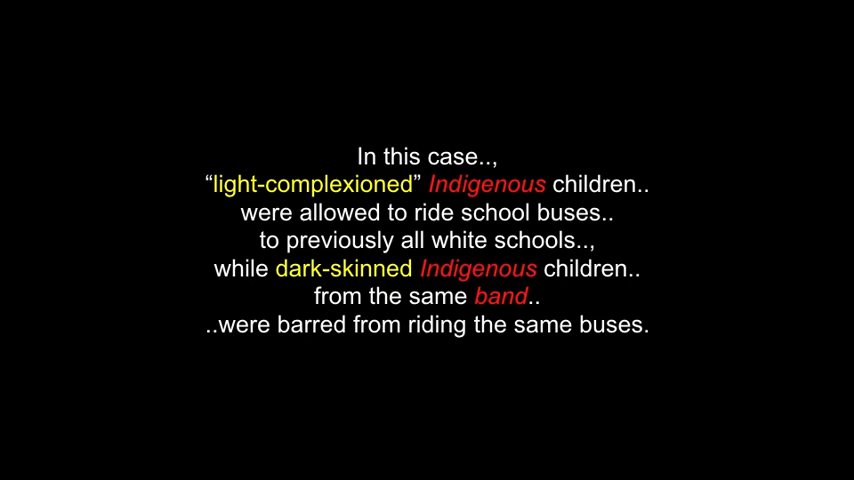 In this case..,
“light-complexioned” Indigenous children..
were allowed to ride school buses..
to previously all white schools..,
while dark-skinned Indigenous children..
from the same band..
..were barred from riding the same buses.